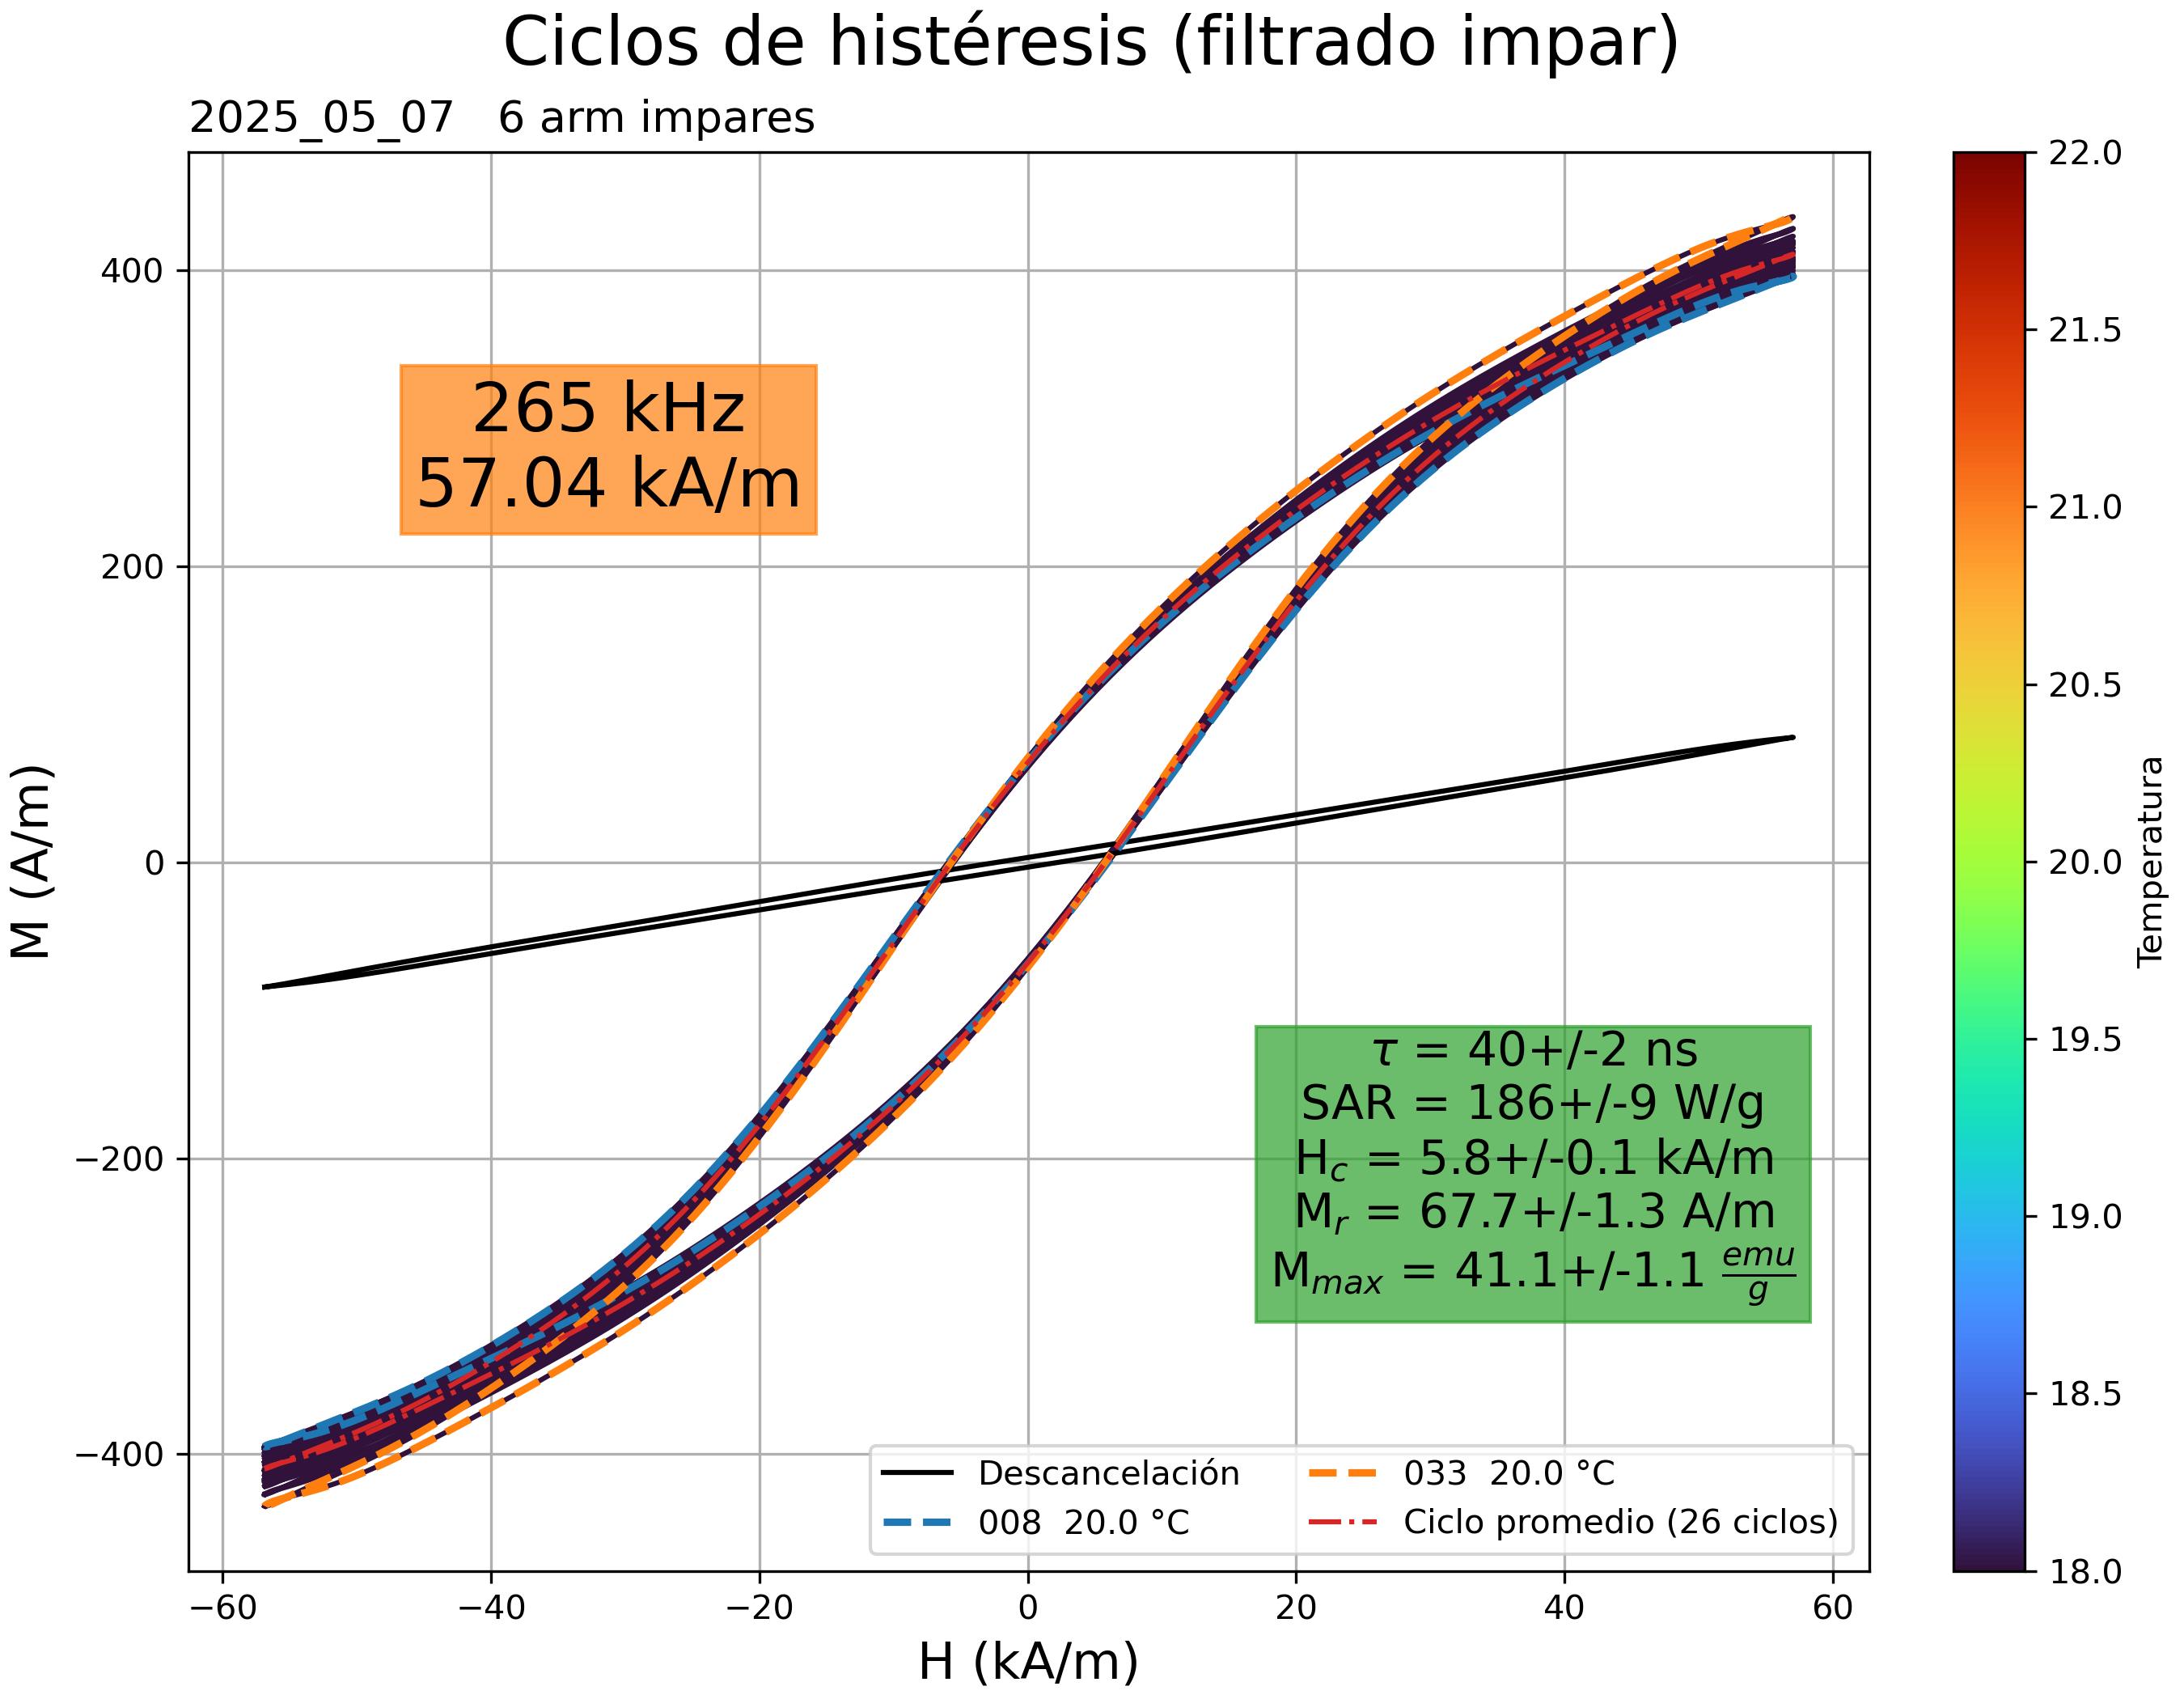 Ciclos de histéresis (filtrado impar)
2025_05_07   6 arm impares
265 kHz
57.04 kA/m
τ = 40+/-2 ns
SAR = 186+/-9 W/g
H_c = 5.8+/-0.1 kA/m
M_r = 67.7+/-1.3 A/m
M_max = 41.1+/-1.1 emu/g
Descancelación
008  20.0 °C
033  20.0 °C
Ciclo promedio (26 ciclos)
M (A/m)
400
200
0
−200
−400
−60
−40
−20
0
20
40
60
H (kA/m)
22.0
21.5
21.0
20.5
20.0
19.5
19.0
18.5
18.0
Temperatura